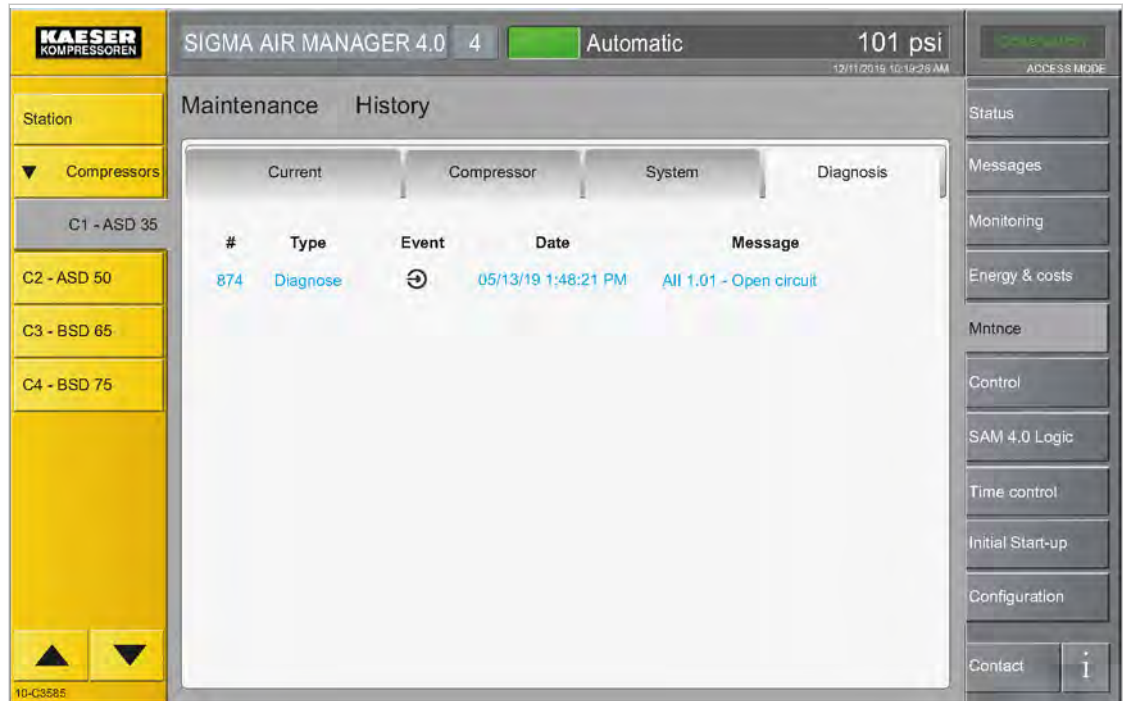 KAESER
KOMPRESSOREN
SIGMA AIR MANAGER 4.0 4 Automatic 101 psi
12/11/2019 10:19:26 AM
ACCESS MODE
Station
Compressors
C1 - ASD 35
C2 - ASD 50
C3 - BSD 65
C4 - BSD 75
10-C3585
Maintenance History
Current Compressor System Diagnosis
# Type Event Date Message
874 Diagnose 05/13/19 1:48:21 PM AII 1.01 - Open circuit
Status
Messages
Monitoring
Energy & costs
Mntnce
Control
SAM 4.0 Logic
Time control
Initial Start-up
Configuration
Contact i